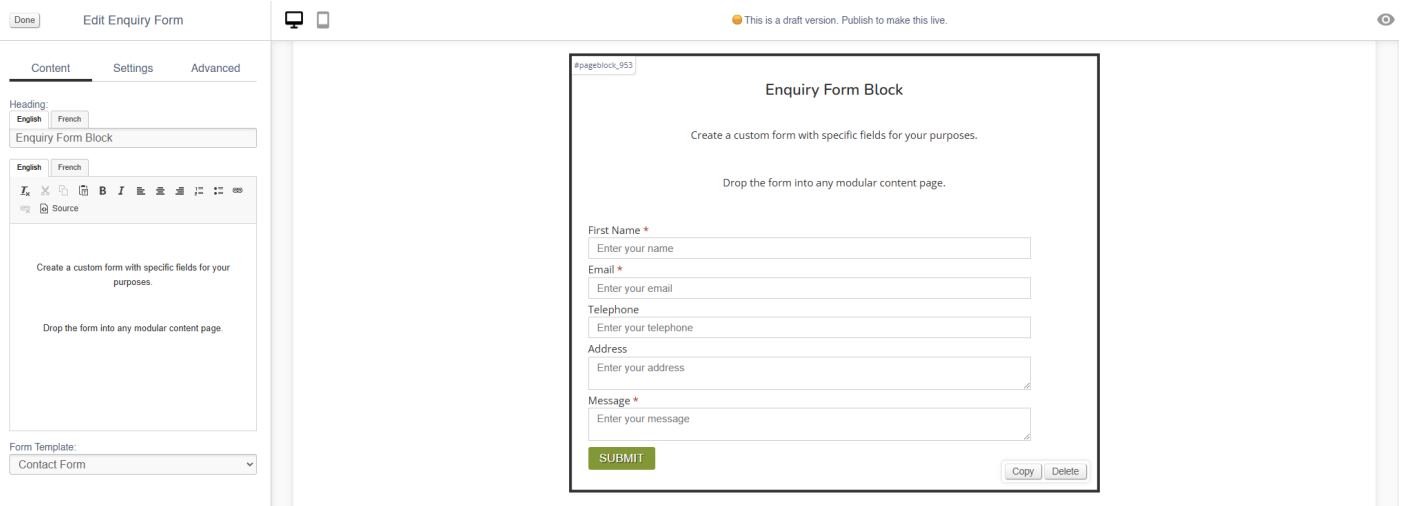 Done
Edit Enquiry Form
This is a draft version. Publish to make this live.
Content Settings Advanced
Heading:
English French
Enquiry Form Block
English French
B I
Source
Create a custom form with specific fields for your
purposes.
Drop the form into any modular content page.
Form Template:
Contact Form
#pageblock_953
Enquiry Form Block
Create a custom form with specific fields for your purposes.
Drop the form into any modular content page.
First Name *
Enter your name
Email *
Enter your email
Telephone
Enter your telephone
Address
Enter your address
Message *
Enter your message
SUBMIT
Copy Delete